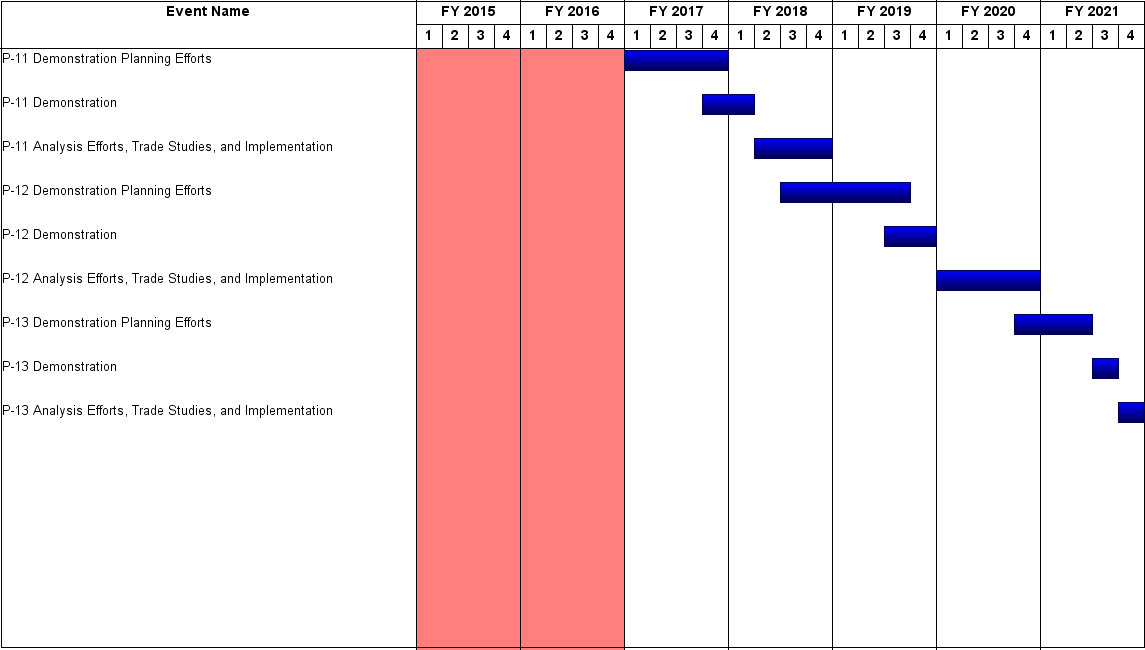 Event Name FY 2015 FY 2016 FY 2017 FY 2018 FY 2019 FY 2020 FY 2021
1 2 3 4 1 2 3 4 1 2 3 4 1 2 3 4 1 2 3 4 1 2 3 4 1 2 3 4
P-11 Demonstration Planning Efforts
P-11 Demonstration
P-11 Analysis Efforts, Trade Studies, and Implementation
P-12 Demonstration Planning Efforts
P-12 Demonstration
P-12 Analysis Efforts, Trade Studies, and Implementation
P-13 Demonstration Planning Efforts
P-13 Demonstration
P-13 Analysis Efforts, Trade Studies, and Implementation